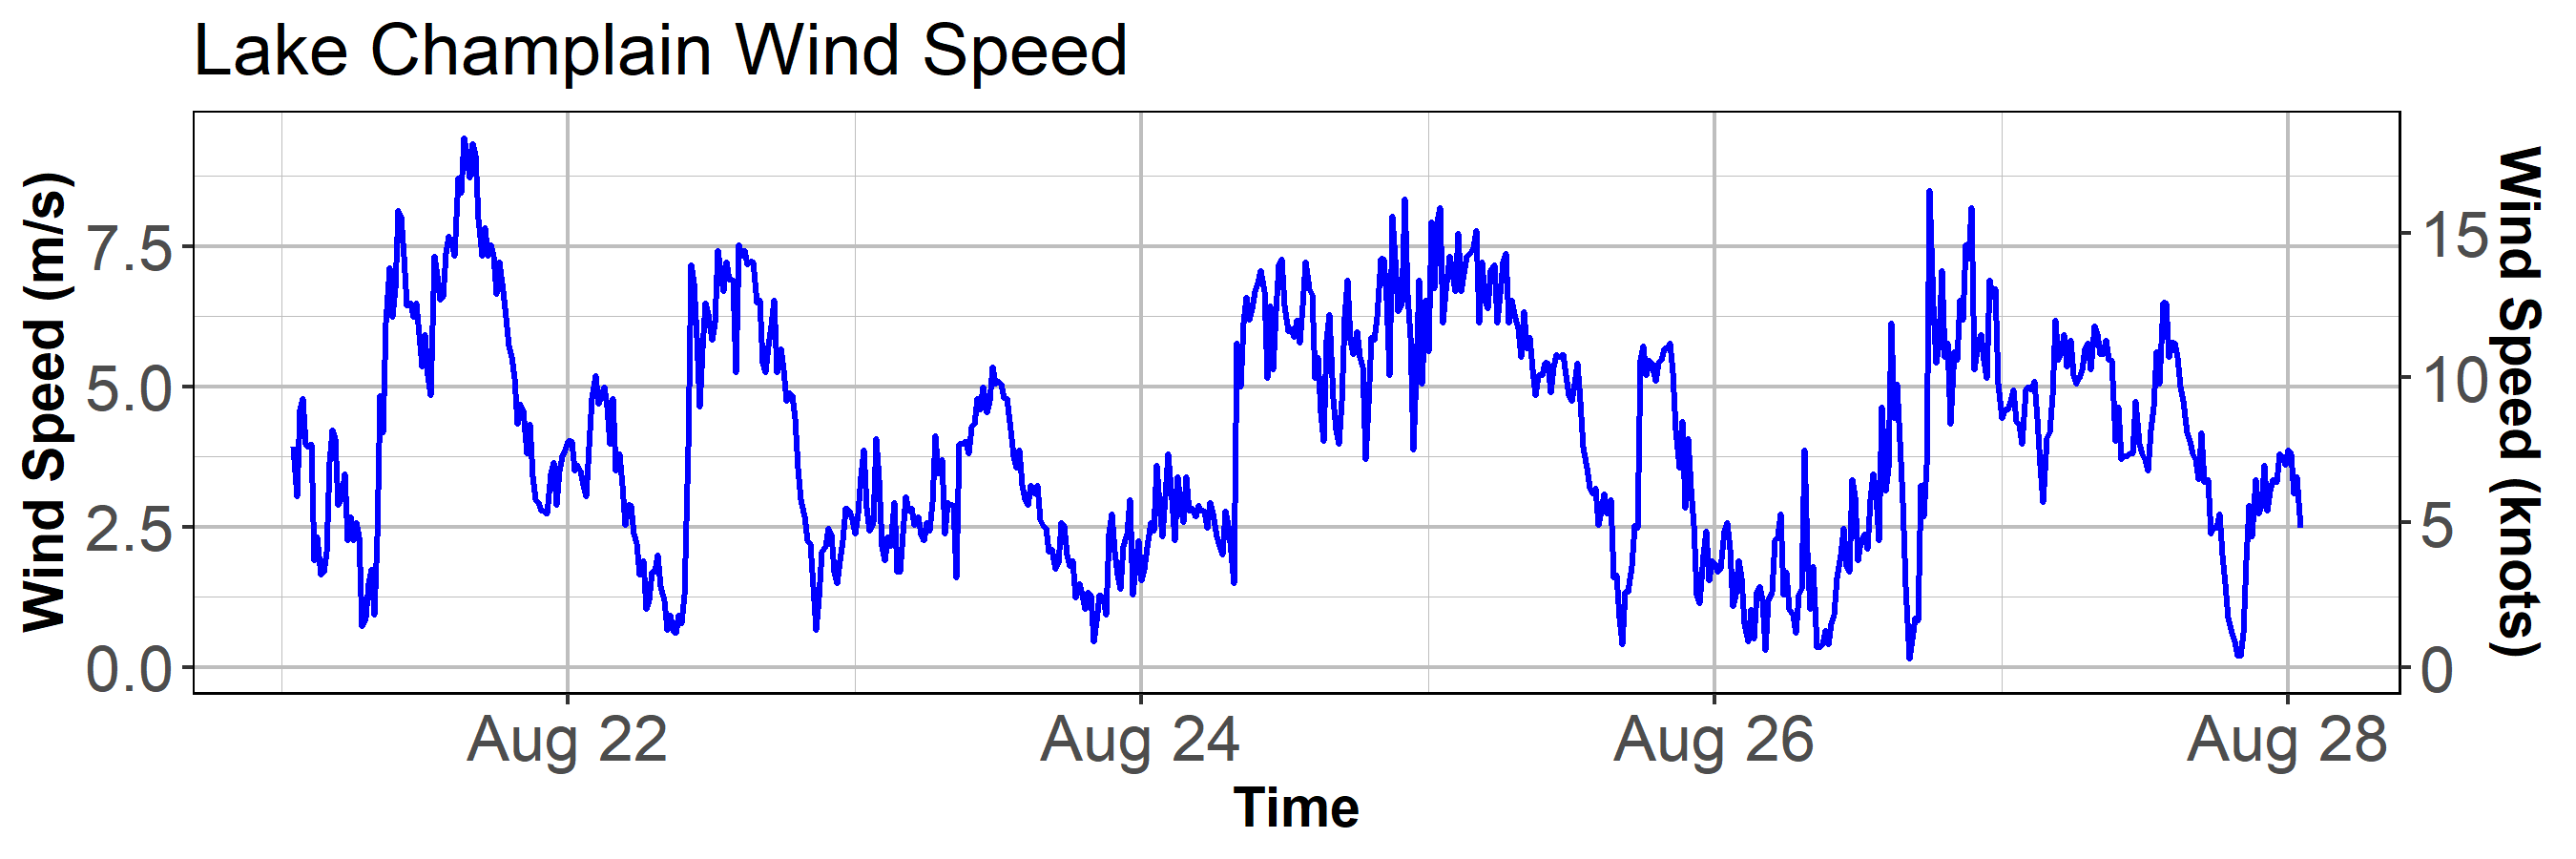 Lake Champlain Wind Speed
Wind Speed (m/s)
7.5
5.0
2.5
0.0
Wind Speed (knots)
15
10
5
0
Aug 22 Aug 24 Aug 26 Aug 28
Time